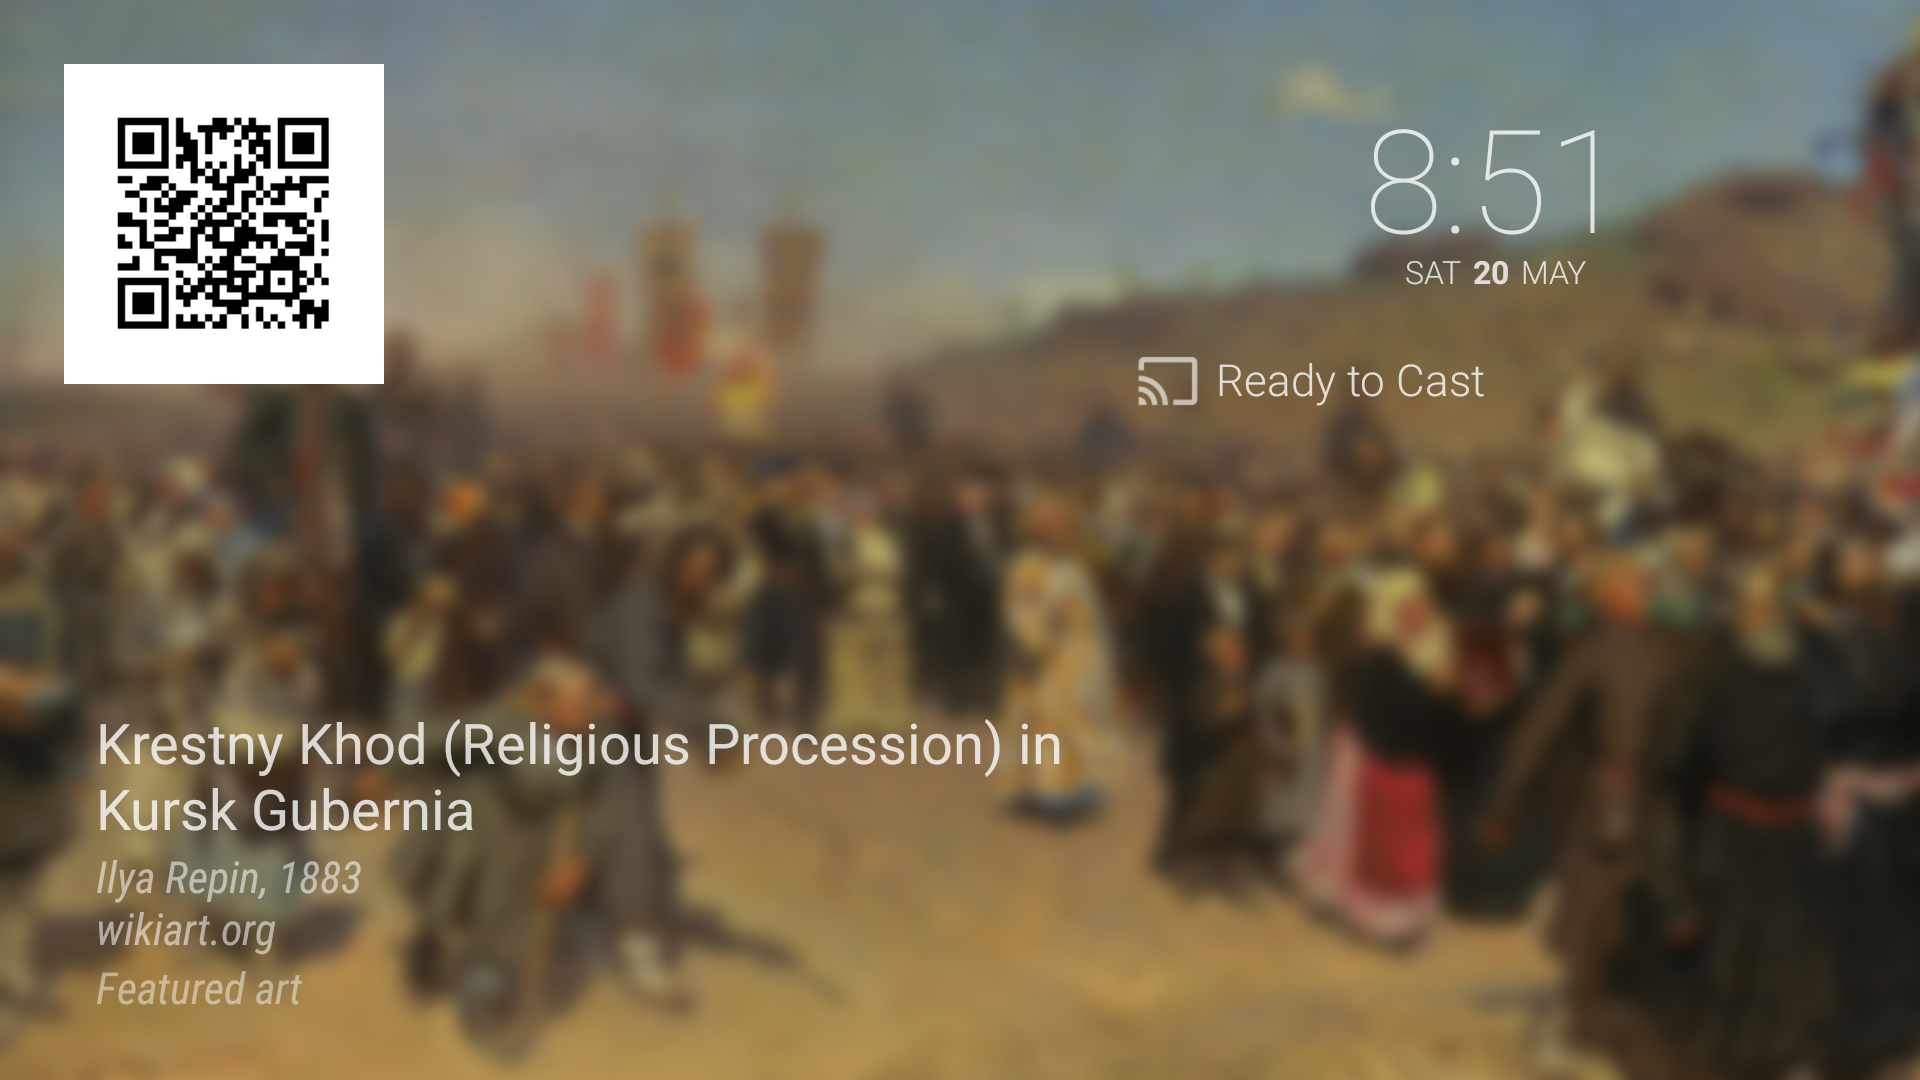 8:51
SAT 20 MAY
Ready to Cast
Krestny Khod (Religious Procession) in
Kursk Gubernia
Ilya Repin, 1883
wikiart.org
Featured art